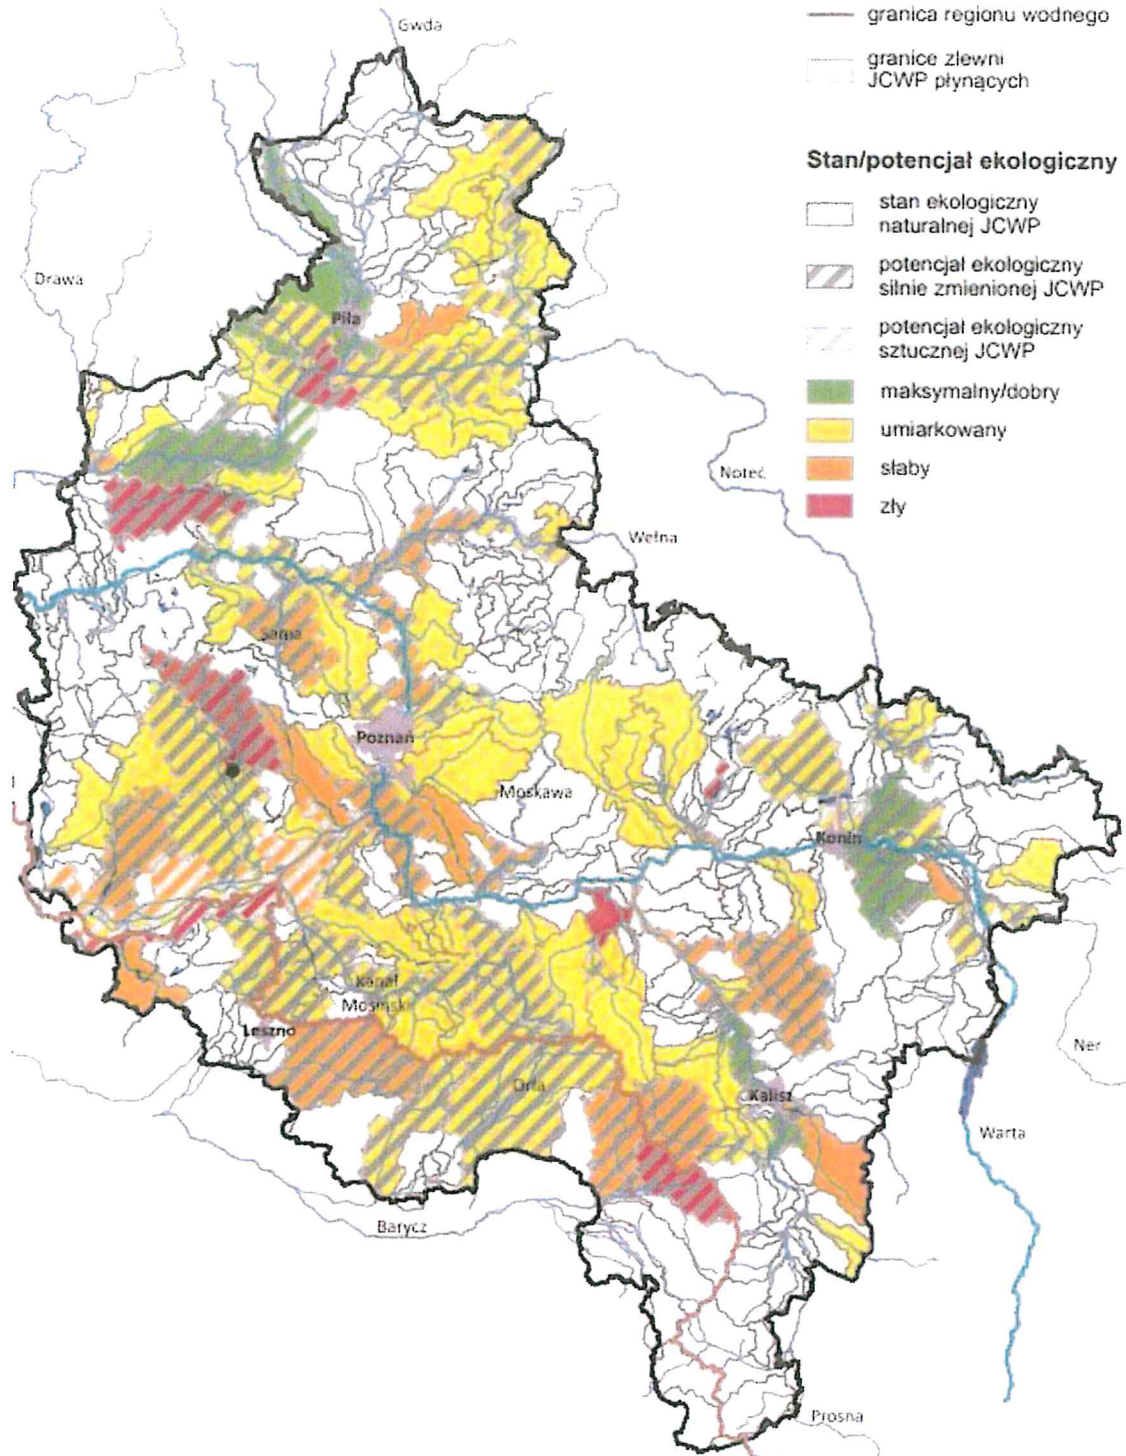 Gwda
granica regionu wodnego
granice zlewni
JCWP płynących
Stan/potencjał ekologiczny
stan ekologiczny
naturalnej JCWP
potencjał ekologiczny
silnie zmienionej JCWP
potencjał ekologiczny
sztucznej JCWP
maksymalny/dobry
umiarkowany
słaby
zły
Drawa
Piła
Noteć
Wełna
Sama
Poznań
Moskawa
Konin
Kanał
Mosiński
Leszno
Ner
Orla
Kalisz
Warta
Barycz
Prosna